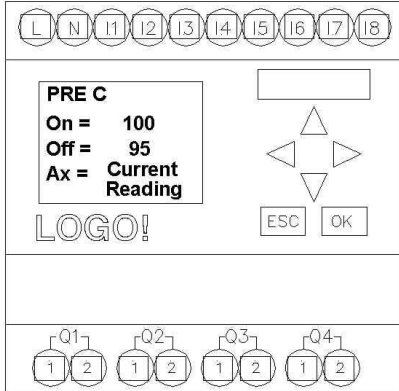 L N I1 I2 I3 I4 I5 I6 I7 I8
PRE C
On = 100
Off = 95
Ax = Current
Reading
LOGO!
ESC OK
Q1 Q2 Q3 Q4
1 2 1 2 1 2 1 2